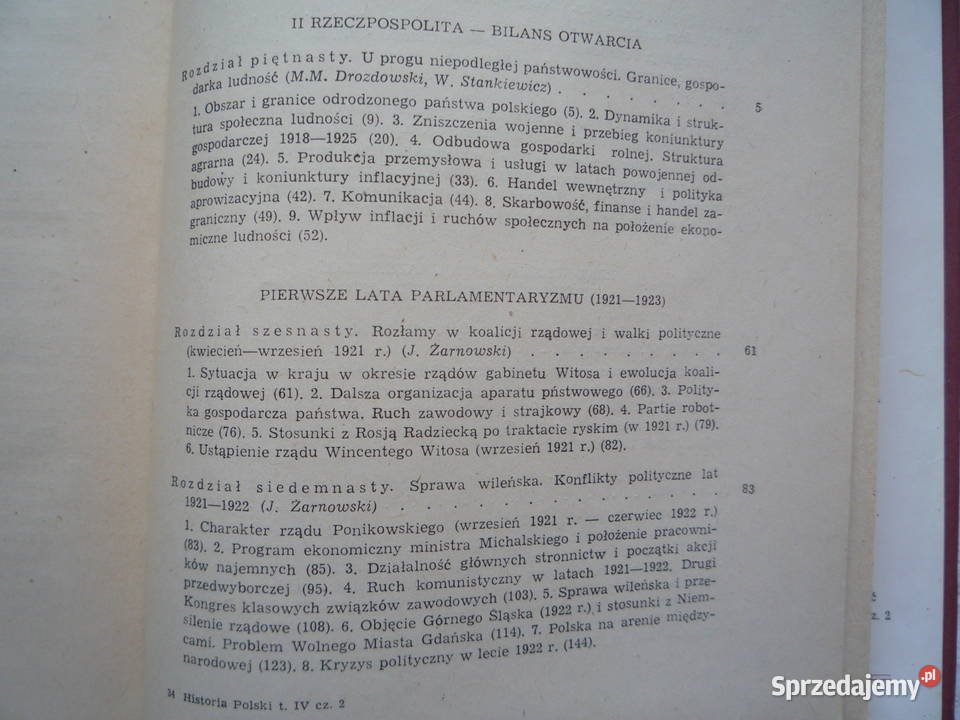 II RZECZPOSPOLITA — BILANS OTWARCIA
Rozdział piętnasty. U progu niepodległej państwowości. Granice, gospo-
darka ludność (M.M. Drozdowski, W. Stankiewicz) . . . . . . . . 5
1. Obszar i granice odrodzonego państwa polskiego (5). 2. Dynamika i struk-
tura społeczna ludności (9). 3. Zniszczenia wojenne i przebieg koniunktury
gospodarczej 1918—1925 (20). 4. Odbudowa gospodarki rolnej. Struktura
agrarna (24). 5. Produkcja przemysłowa i usługi w latach powojennej od-
budowy i koniunktury inflacyjnej (33). 6. Handel wewnętrzny i polityka
aprowizacyjna (42). 7. Komunikacja (44). 8. Skarbowość, finanse i handel za-
graniczny (49). 9. Wpływ inflacji i ruchów społecznych na położenie ekono-
miczne ludności (52).
PIERWSZE LATA PARLAMENTARYZMU (1921—1923)
Rozdział szesnasty. Rozłamy w koalicji rządowej i walki polityczne
(kwiecień—wrzesień 1921 r.) (J. Żarnowski) . . . . . . . . . 61
1. Sytuacja w kraju w okresie rządów gabinetu Witosa i ewolucja koali-
cji rządowej (61). 2. Dalsza organizacja aparatu pństwowego (66). 3. Polity-
ka gospodarcza państwa. Ruch zawodowy i strajkowy (68). 4. Partie robot-
nicze (76). 5. Stosunki z Rosją Radziecką po traktacie ryskim (w 1921 r.) (79).
6. Ustąpienie rządu Wincentego Witosa (wrzesień 1921 r.) (82).
Rozdział siedemnasty. Sprawa wileńska. Konflikty polityczne lat
1921—1922 (J. Żarnowski) . . . . . . . . . . . . . . 83
1. Charakter rządu Ponikowskiego (wrzesień 1921 r. — czerwiec 1922 r.)
(83). 2. Program ekonomiczny ministra Michalskiego i położenie pracowni-
ków najemnych (85). 3. Działalność głównych stronnictw i początki akcji
przedwyborczej (95). 4. Ruch komunistyczny w latach 1921—1922. Drugi
Kongres klasowych związków zawodowych (103). 5. Sprawa wileńska i prze-
silenie rządowe (108). 6. Objęcie Górnego Śląska (1922 r.) i stosunki z Niem-
cami. Problem Wolnego Miasta Gdańska (114). 7. Polska na arenie między-
narodowej (123). 8. Kryzys polityczny w lecie 1922 r. (144).
34 Historia Polski t. IV cz. 2
z. 2
Sprzedajemy.pl